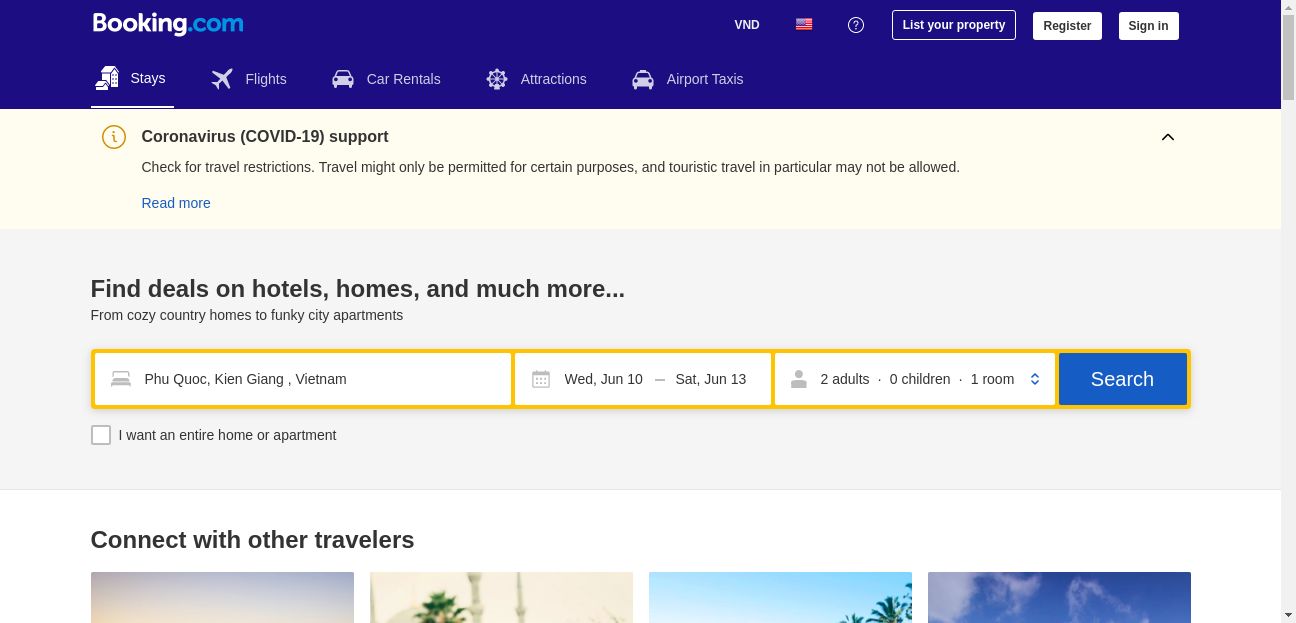 Booking.com
VND
List your property
Register
Sign in
Stays
Flights
Car Rentals
Attractions
Airport Taxis
Coronavirus (COVID-19) support
Check for travel restrictions. Travel might only be permitted for certain purposes, and touristic travel in particular may not be allowed.
Read more
Find deals on hotels, homes, and much more...
From cozy country homes to funky city apartments
Phu Quoc, Kien Giang , Vietnam
Wed, Jun 10 — Sat, Jun 13
2 adults · 0 children · 1 room
Search
I want an entire home or apartment
Connect with other travelers